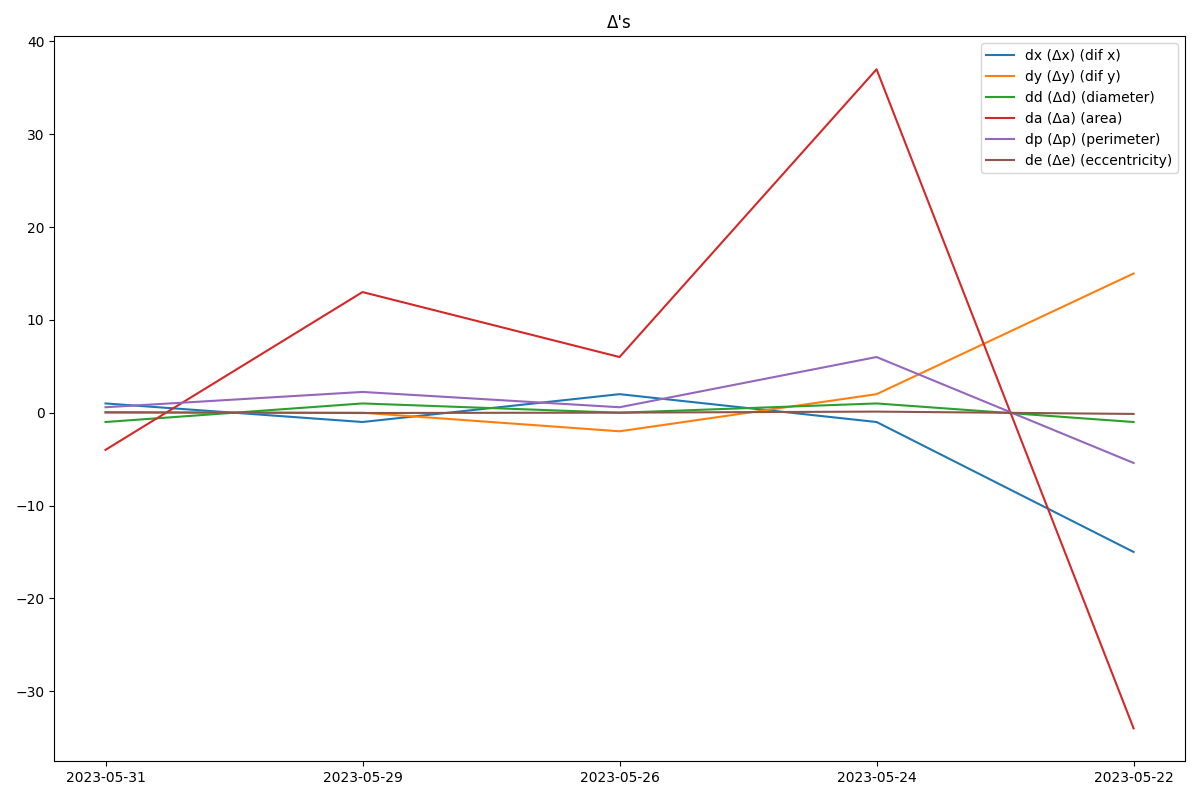 Δ's
40
30
20
10
0
−10
−20
−30
dx (Δx) (dif x)
dy (Δy) (dif y)
dd (Δd) (diameter)
da (Δa) (area)
dp (Δp) (perimeter)
de (Δe) (eccentricity)
2023-05-31 2023-05-29 2023-05-26 2023-05-24 2023-05-22